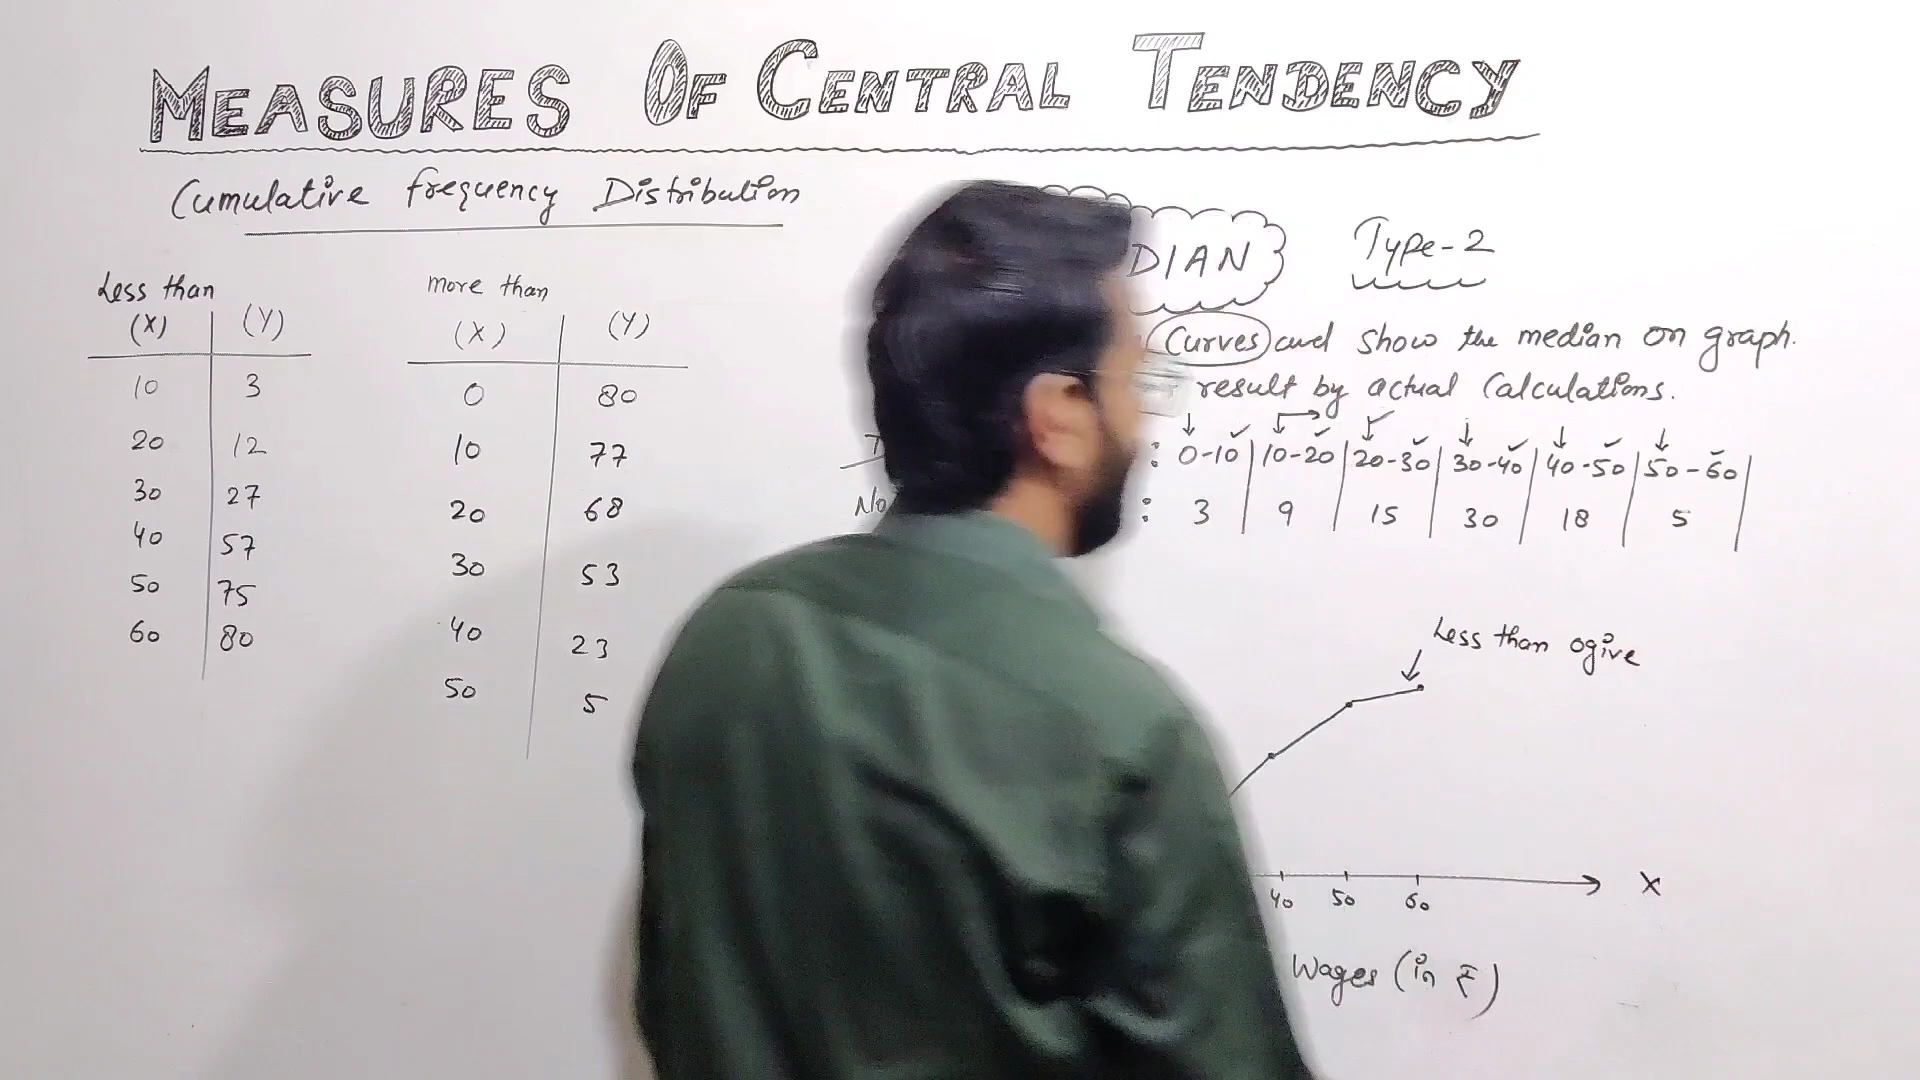 MEASURES OF CENTRAL TENDENCY
Cumulative frequency Distribution
Less than
(X) (Y)
10 3
20 12
30 27
40 57
50 75
60 80
more than
(X) (Y)
0 80
10 77
20 68
30 53
40 23
50 5
DIAN Type-2
Curves and show the median on graph.
result by actual Calculations.
: 0-10 10-20 20-30 30-40 40-50 50-60
No : 3 9 15 30 18 5
Less than ogive
X
40 50 60
Wages (in ₹)